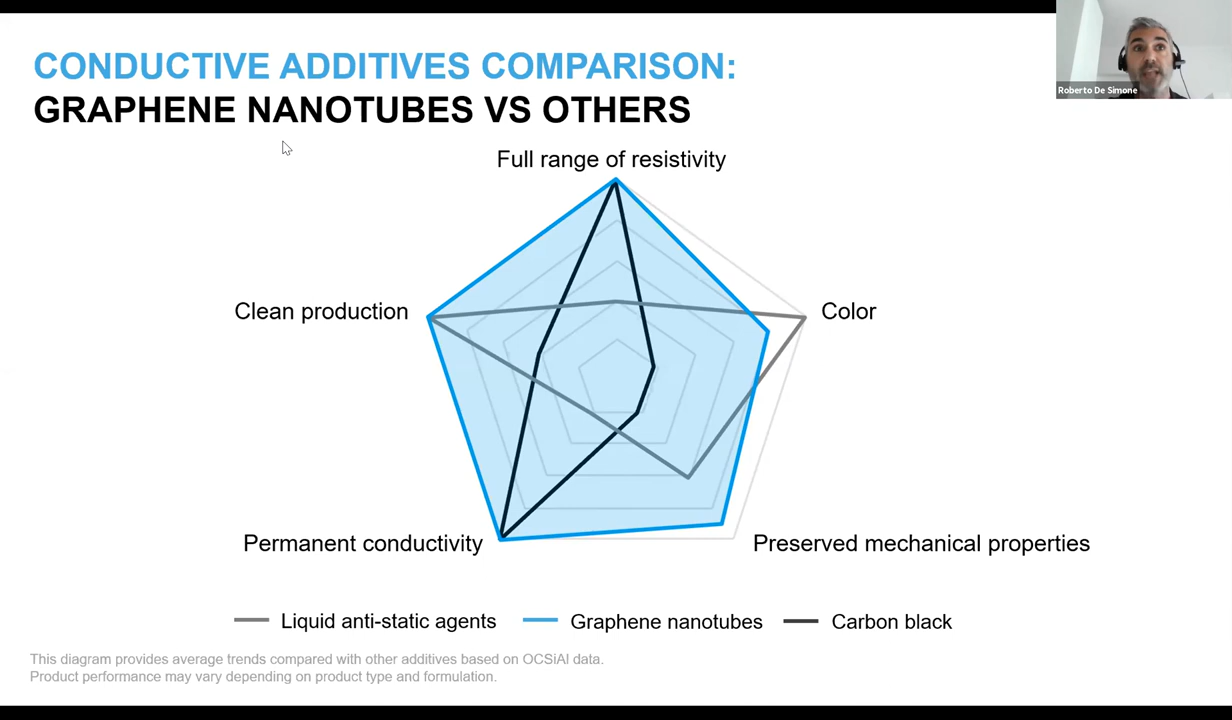 CONDUCTIVE ADDITIVES COMPARISON:
GRAPHENE NANOTUBES VS OTHERS
Roberto De Simone
Full range of resistivity
Clean production
Color
Permanent conductivity
Preserved mechanical properties
Liquid anti-static agents
Graphene nanotubes
Carbon black
This diagram provides average trends compared with other additives based on OCSiAl data.
Product performance may vary depending on product type and formulation.